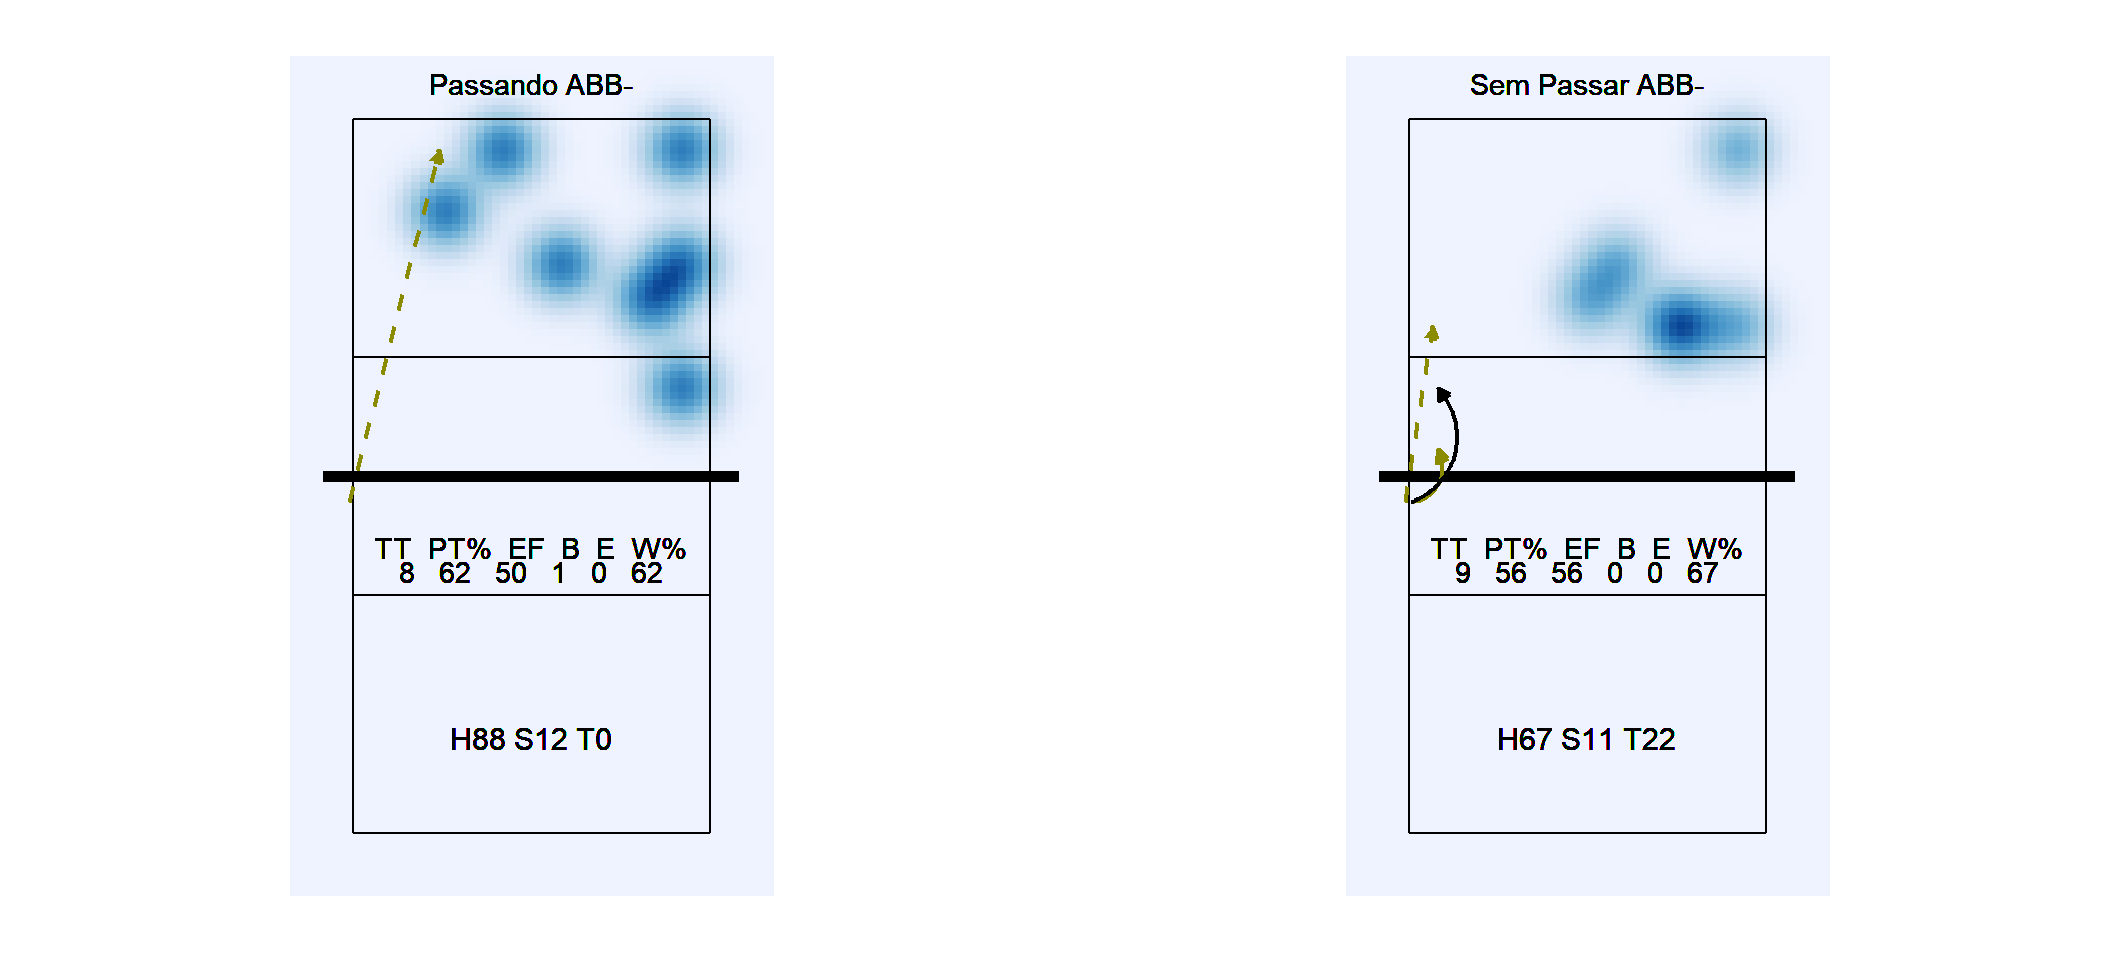 Passando ABB-
TT PT% EF B E W%
8 62 50 1 0 62
H88 S12 T0
Sem Passar ABB-
TT PT% EF B E W%
9 56 56 0 0 67
H67 S11 T22